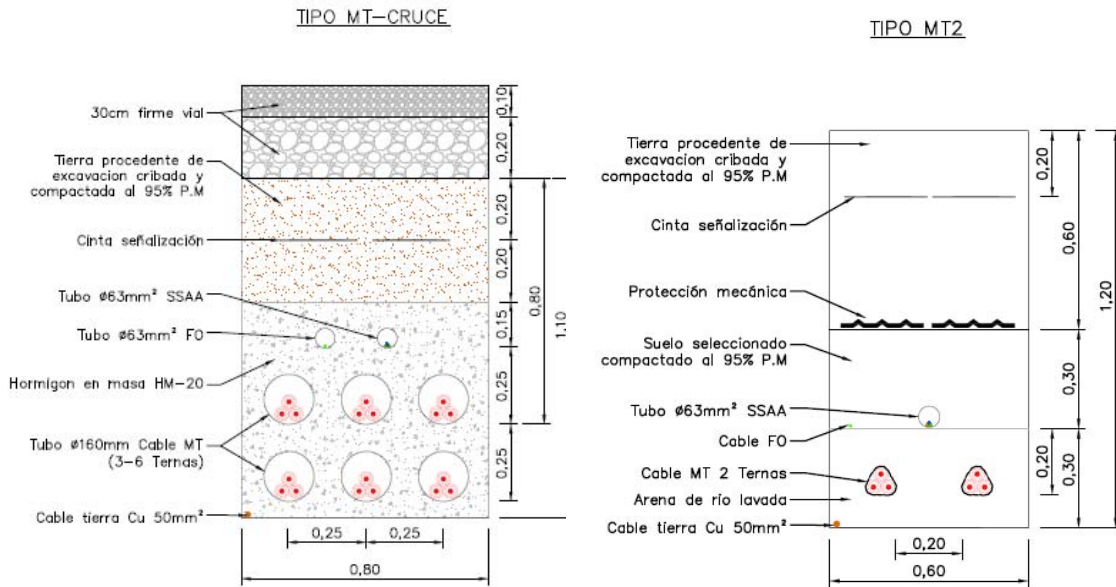 TIPO MT-CRUCE
30cm firme vial
Tierra procedente de
excavacion cribada y
compactada al 95% P.M
Cinta señalización
Tubo ø63mm² SSAA
Tubo ø63mm² FO
Hormigon en masa HM-20
Tubo ø160mm Cable MT
(3-6 Ternas)
Cable tierra Cu 50mm²
0,10
0,20
0,20
0,20
0,15
0,25
0,25
0,80
1,10
0,25
0,25
0,80
TIPO MT2
Tierra procedente de
excavacion cribada y
compactada al 95% P.M
Cinta señalización
Protección mecánica
Suelo seleccionado
compactado al 95% P.M
Tubo ø63mm² SSAA
Cable FO
Cable MT 2 Ternas
Arena de rio lavada
Cable tierra Cu 50mm²
0,20
0,60
0,30
0,20
0,30
1,20
0,20
0,60